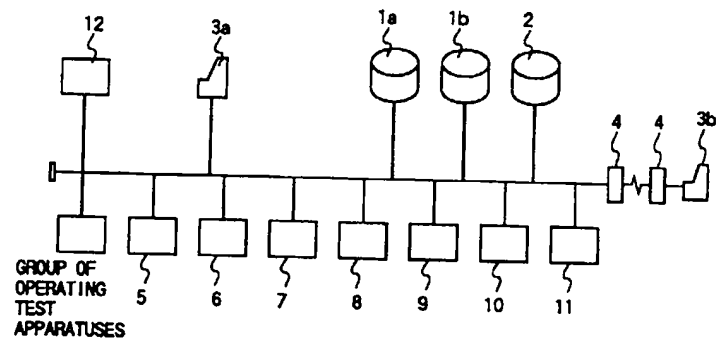 12
3a
1a
1b
2
4
4
3b
GROUP OF
OPERATING
TEST
APPARATUSES
5
6
7
8
9
10
11